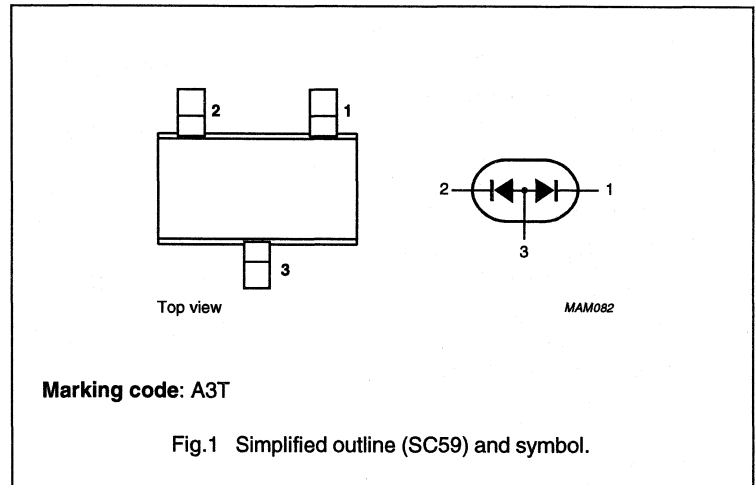 2
1
3
2
1
3
Top view
MAM082
Marking code: A3T
Fig.1 Simplified outline (SC59) and symbol.